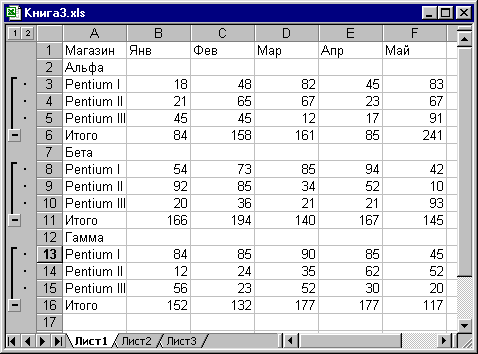 Книга3.xls
1 2 A B C D E F
1 Магазин Янв Фев Мар Апр Май
2 Альфа
3 Pentium I 18 48 82 45 83
4 Pentium II 21 65 67 23 67
5 Pentium III 45 45 12 17 91
6 Итого 84 158 161 85 241
7 Бета
8 Pentium I 54 73 85 94 42
9 Pentium II 92 85 34 52 10
10 Pentium III 20 36 21 21 93
11 Итого 166 194 140 167 145
12 Гамма
13 Pentium I 84 85 90 85 45
14 Pentium II 12 24 35 62 52
15 Pentium III 56 23 52 30 20
16 Итого 152 132 177 177 117
17
Лист1 Лист2 Лист3